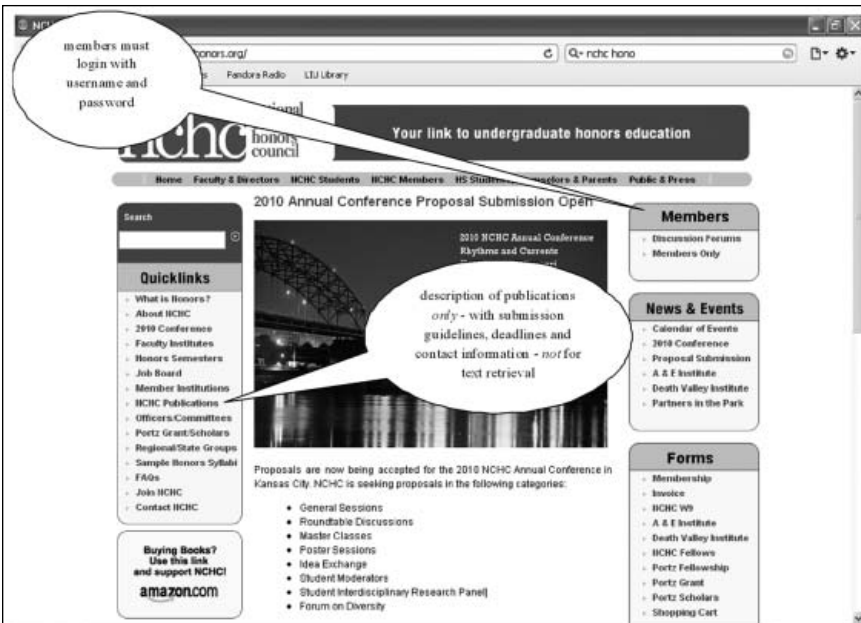 NCHC
members must
login with
username and
password
onors.org/
nchc hono
Pandora Radio LTU Library
nchc
honors
council
Your link to undergraduate honors education
Home Faculty & Directors NCHC Students NCHC Members HS Students, Counselors & Parents Public & Press
Search
Quicklinks
What is Honors?
About NCHC
2010 Conference
Faculty Institutes
Honors Semesters
Job Board
Member Institutions
NCHC Publications
Officers/Committees
Portz Grant/Scholars
Regional/State Groups
Sample Honors Syllabi
FAQs
Join NCHC
Contact NCHC
Buying Books?
Use this link
and support NCHC!
amazon.com
2010 Annual Conference Proposal Submission Open
2010 NCHC Annual Conference
Rhythms and Currents
description of publications
only - with submission
guidelines, deadlines and
contact information - not for
text retrieval
Proposals are now being accepted for the 2010 NCHC Annual Conference in
Kansas City. NCHC is seeking proposals in the following categories:
General Sessions
Roundtable Discussions
Master Classes
Poster Sessions
Idea Exchange
Student Moderators
Student Interdisciplinary Research Panel]
Forum on Diversity
Members
Discussion Forums
Members Only
News & Events
Calendar of Events
2010 Conference
Proposal Submission
A & E Institute
Death Valley Institute
Partners in the Park
Forms
Membership
Invoice
NCHC W9
A & E Institute
Death Valley Institute
NCHC Fellows
Portz Fellowship
Portz Grant
Portz Scholars
Shopping Cart